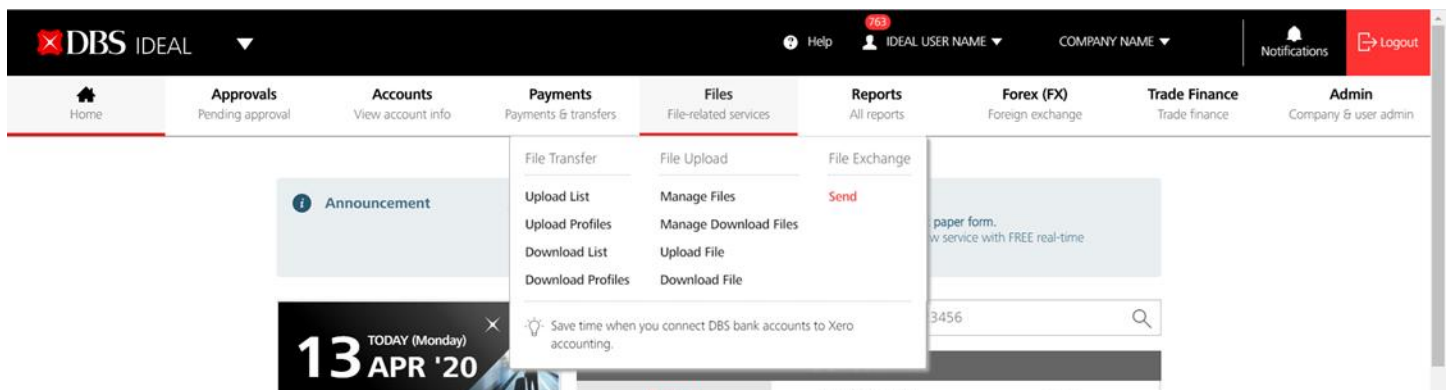 DBS IDEAL
763
Help IDEAL USER NAME COMPANY NAME Notifications Logout
Home
Approvals
Pending approval
Accounts
View account info
Payments
Payments & transfers
Files
File-related services
Reports
All reports
Forex (FX)
Foreign exchange
Trade Finance
Trade finance
Admin
Company & user admin
File Transfer
Upload List
Upload Profiles
Download List
Download Profiles
File Upload
Manage Files
Manage Download Files
Upload File
Download File
File Exchange
Send
Save time when you connect DBS bank accounts to Xero
accounting.
i Announcement
paper form.
w service with FREE real-time
3456
13 TODAY (Monday)
APR '20